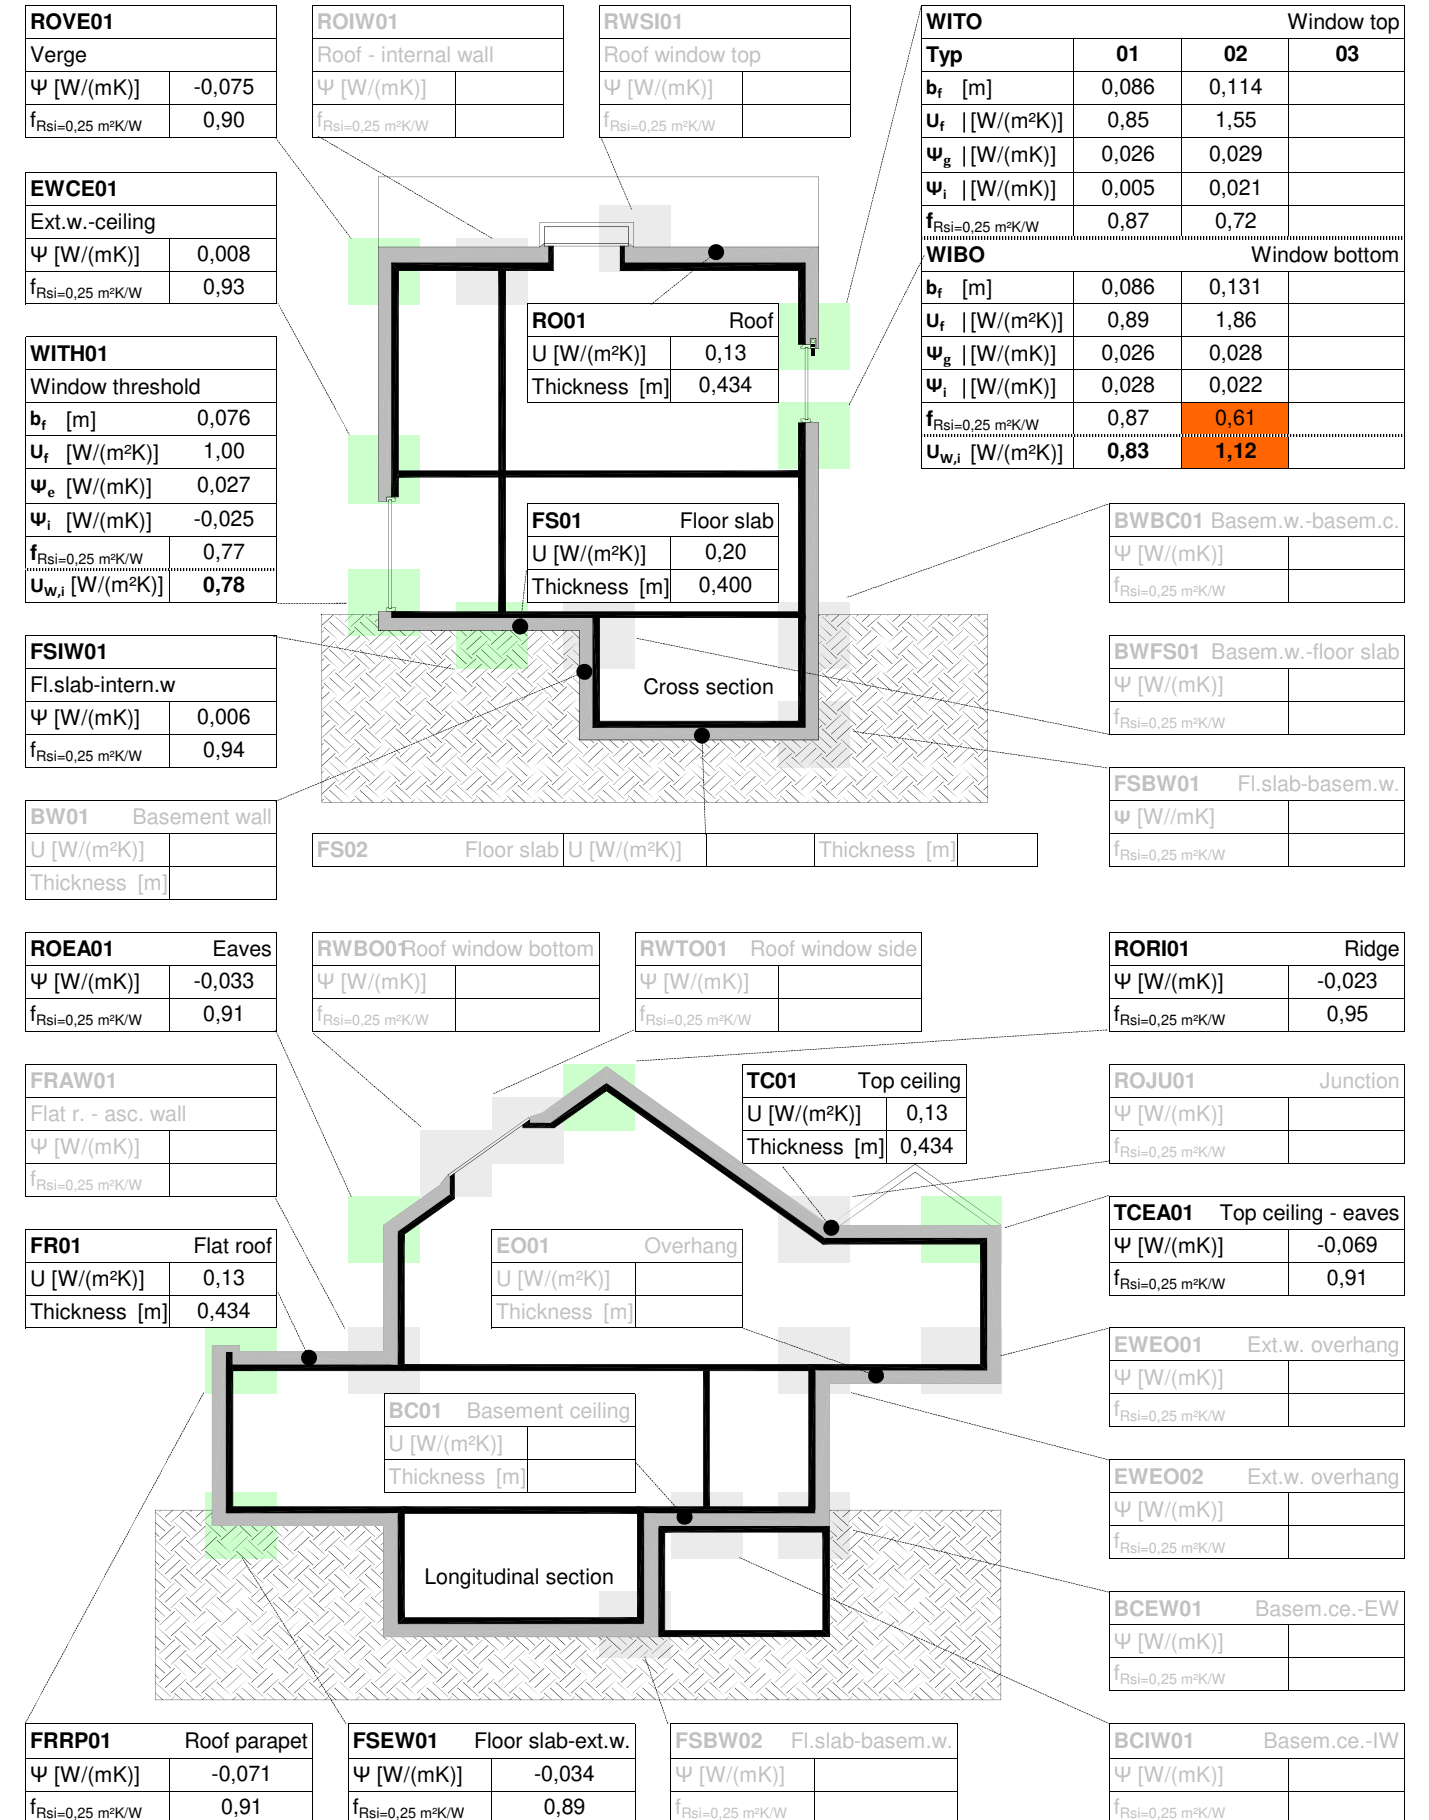 ROVE01
Verge
Ψ [W/(mK)] -0,075
fRsi=0,25 m²K/W 0,90
ROIW01
Roof - internal wall
Ψ [W/(mK)]
fRsi=0,25 m²K/W
RWSI01
Roof window top
Ψ [W/(mK)]
fRsi=0,25 m²K/W
WITO Window top
Typ 01 02 03
bf [m] 0,086 0,114
Uf |[W/(m²K)] 0,85 1,55
Ψg |[W/(mK)] 0,026 0,029
Ψi |[W/(mK)] 0,005 0,021
fRsi=0,25 m²K/W 0,87 0,72
WIBO Window bottom
bf [m] 0,086 0,131
Uf |[W/(m²K)] 0,89 1,86
Ψg |[W/(mK)] 0,026 0,028
Ψi |[W/(mK)] 0,028 0,022
fRsi=0,25 m²K/W 0,87 0,61
UW,i [W/(m²K)] 0,83 1,12
EWCE01
Ext.w.-ceiling
Ψ [W/(mK)] 0,008
fRsi=0,25 m²K/W 0,93
RO01 Roof
U [W/(m²K)] 0,13
Thickness [m] 0,434
WITH01
Window threshold
bf [m] 0,076
Uf [W/(m²K)] 1,00
Ψe [W/(mK)] 0,027
Ψi [W/(mK)] -0,025
fRsi=0,25 m²K/W 0,77
UW,i [W/(m²K)] 0,78
FS01 Floor slab
U [W/(m²K)] 0,20
Thickness [m] 0,400
BWBC01 Basem.w.-basem.c.
Ψ [W/(mK)]
fRsi=0,25 m²K/W
FSIW01
Fl.slab-intern.w
Ψ [W/(mK)] 0,006
fRsi=0,25 m²K/W 0,94
Cross section
BWFS01 Basem.w.-floor slab
Ψ [W/(mK)]
fRsi=0,25 m²K/W
FSBW01 Fl.slab-basem.w.
Ψ [W//mK]
fRsi=0,25 m²K/W
BW01 Basement wall
U [W/(m²K)]
Thickness [m]
FS02 Floor slab U [W/(m²K)] Thickness [m]
ROEA01 Eaves
Ψ [W/(mK)] -0,033
fRsi=0,25 m²K/W 0,91
RWBO01Roof window bottom
Ψ [W/(mK)]
fRsi=0,25 m²K/W
RWTO01 Roof window side
Ψ [W/(mK)]
fRsi=0,25 m²K/W
RORI01 Ridge
Ψ [W/(mK)] -0,023
fRsi=0,25 m²K/W 0,95
FRAW01
Flat r. - asc. wall
Ψ [W/(mK)]
fRsi=0,25 m²K/W
TC01 Top ceiling
U [W/(m²K)] 0,13
Thickness [m] 0,434
ROJU01 Junction
Ψ [W/(mK)]
fRsi=0,25 m²K/W
TCEA01 Top ceiling - eaves
Ψ [W/(mK)] -0,069
fRsi=0,25 m²K/W 0,91
FR01 Flat roof
U [W/(m²K)] 0,13
Thickness [m] 0,434
EO01 Overhang
U [W/(m²K)]
Thickness [m]
EWEO01 Ext.w. overhang
Ψ [W/(mK)]
fRsi=0,25 m²K/W
BC01 Basement ceiling
U [W/(m²K)]
Thickness [m]
EWEO02 Ext.w. overhang
Ψ [W/(mK)]
fRsi=0,25 m²K/W
Longitudinal section
BCEW01 Basem.ce.-EW
Ψ [W/(mK)]
fRsi=0,25 m²K/W
FRRP01 Roof parapet
Ψ [W/(mK)] -0,071
fRsi=0,25 m²K/W 0,91
FSEW01 Floor slab-ext.w.
Ψ [W/(mK)] -0,034
fRsi=0,25 m²K/W 0,89
FSBW02 Fl.slab-basem.w.
Ψ [W/(mK)]
fRsi=0,25 m²K/W
BCIW01 Basem.ce.-IW
Ψ [W/(mK)]
fRsi=0,25 m²K/W